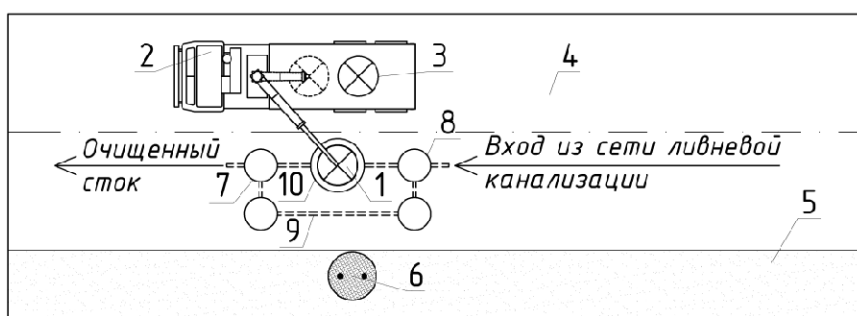 2
3
4
8
Очищенный
сток
Вход из сети ливневой
канализации
7
10
1
9
5
6